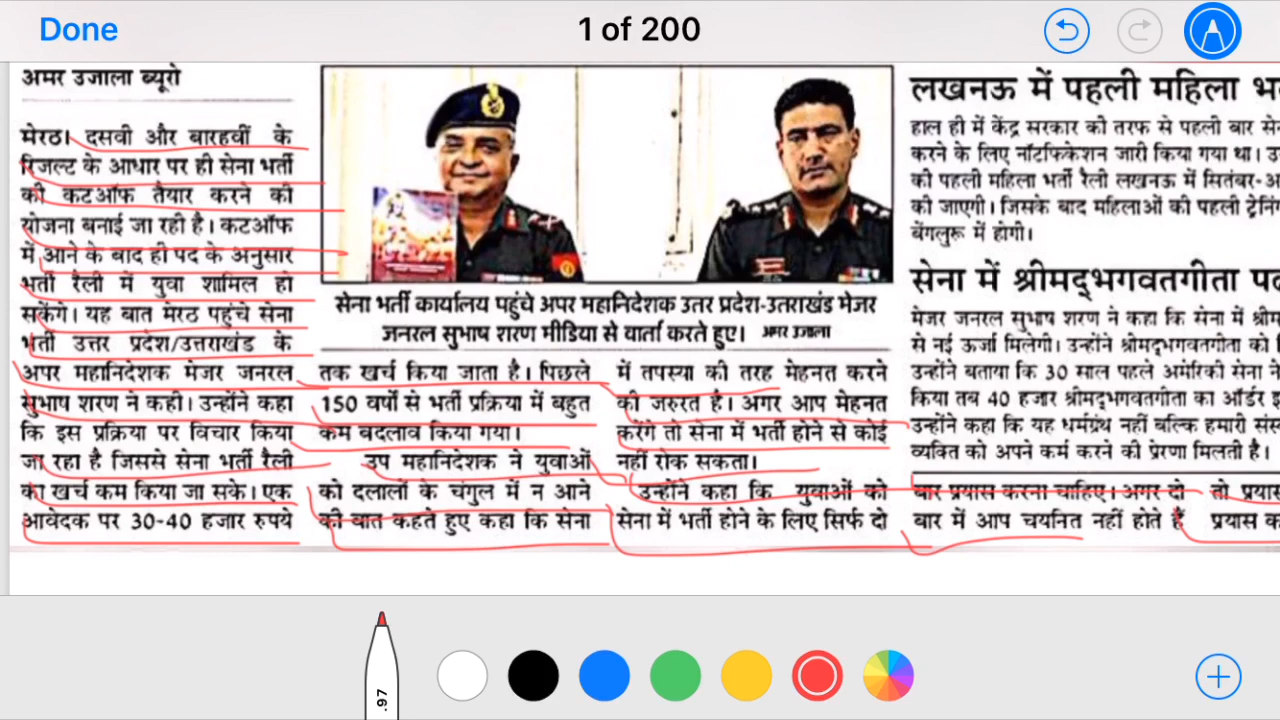 Done
1 of 200
अमर उजाला ब्यूरो
मेरठ। दसवी और बारहवीं के
रिजल्ट के आधार पर ही सेना भर्ती
की कटऑफ तैयार करने की
योजना बनाई जा रही है। कटऑफ
में आने के बाद ही पद के अनुसार
भर्ती रैली में युवा शामिल हो
सकेंगे। यह बात मेरठ पहुंचे सेना
भर्ती उत्तर प्रदेश/उत्तराखंड के
अपर महानिदेशक मेजर जनरल
सुभाष शरण ने कही। उन्होंने कहा
कि इस प्रक्रिया पर विचार किया
जा रहा है जिससे सेना भर्ती रैली
का खर्च कम किया जा सके। एक
आवेदक पर 30-40 हजार रुपये
सेना भर्ती कार्यालय पहुंचे अपर महानिदेशक उतर प्रदेश-उतराखंड मेजर
जनरल सुभाष शरण मीडिया से वार्ता करते हुए। अमर उजाला
तक खर्च किया जाता है। पिछले
150 वर्षो से भर्ती प्रक्रिया में बहुत
कम बदलाव किया गया।
उप महानिदेशक ने युवाओं
को दलालों के चंगुल में न आने
की बात कहते हुए कहा कि सेना
में तपस्या की तरह मेहनत करने
की जरुरत है। अगर आप मेहनत
करेंगे तो सेना में भर्ती होने से कोई
नहीं रोक सकता।
उन्होंने कहा कि युवाओं को
सेना में भर्ती होने के लिए सिर्फ दो
लखनऊ में पहली महिला भ
हाल ही में केंद्र सरकार की तरफ से पहली बार से
करने के लिए नॉटफिकेशन जारी किया गया था। उ
की पहली महिला भर्ती रैली लखनऊ में सितंबर-अ
की जाएगी। जिसके बाद महिलाओं की पहली ट्रेनिं
बेंगलुरू में होगी।
सेना में श्रीमद्भगवतगीता पढ
मेजर जनरल सुभाष शरण ने कहा कि सेना में श्रीम
से नई ऊर्जा मिलेगी। उन्होंने श्रीमद्भगवतगीता को
उन्होंने बताया कि 30 साल पहले अमेरिकी सेना ने
किया तब 40 हजार श्रीमद्भगवतगीता का ऑर्डर इ
उन्होंने कहा कि यह धर्मग्रंथ नहीं बल्कि हमारी संस्
व्यक्ति को अपने कर्म करने की प्रेरणा मिलती है।
बार प्रयास करना चाहिए। अगर दो
बार में आप चयनित नहीं होते हैं
तो प्रयास
प्रयास क
.97